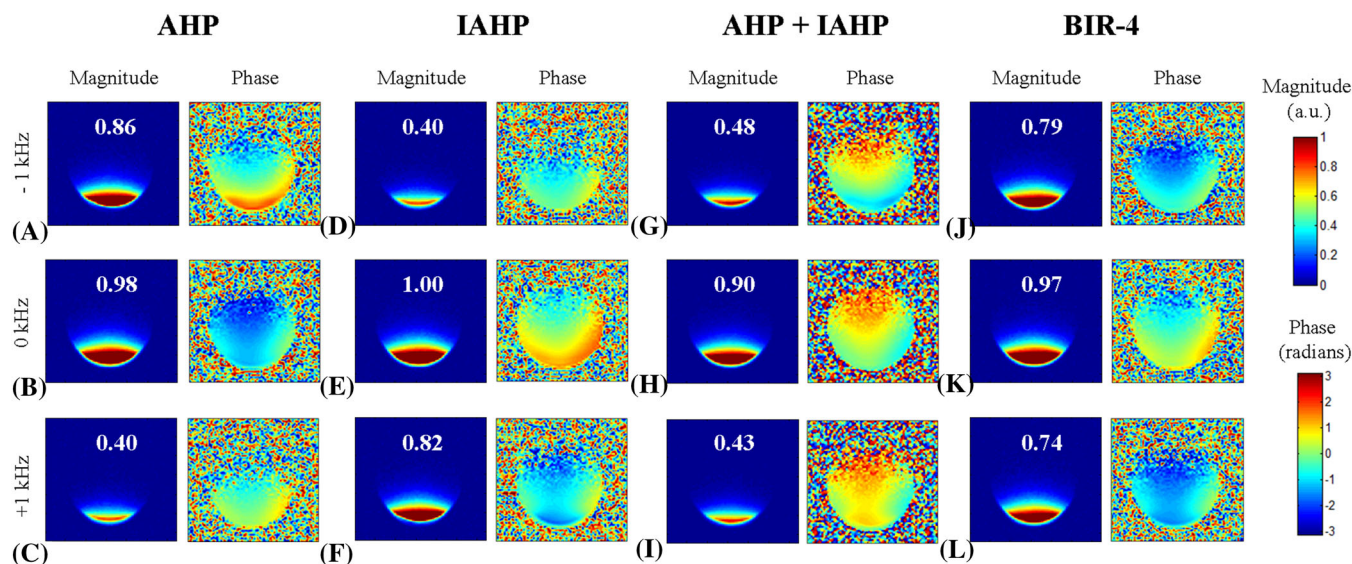 AHP IAHP AHP + IAHP BIR-4
Magnitude Phase Magnitude Phase Magnitude Phase Magnitude Phase
- 1 kHz
0.86 0.40 0.48 0.79
(A) (D) (G) (J)
0 kHz
0.98 1.00 0.90 0.97
(B) (E) (H) (K)
+1 kHz
0.40 0.82 0.43 0.74
(C) (F) (I) (L)
Magnitude
(a.u.)
1
0.8
0.6
0.4
0.2
0
Phase
(radians)
3
2
1
0
-1
-2
-3